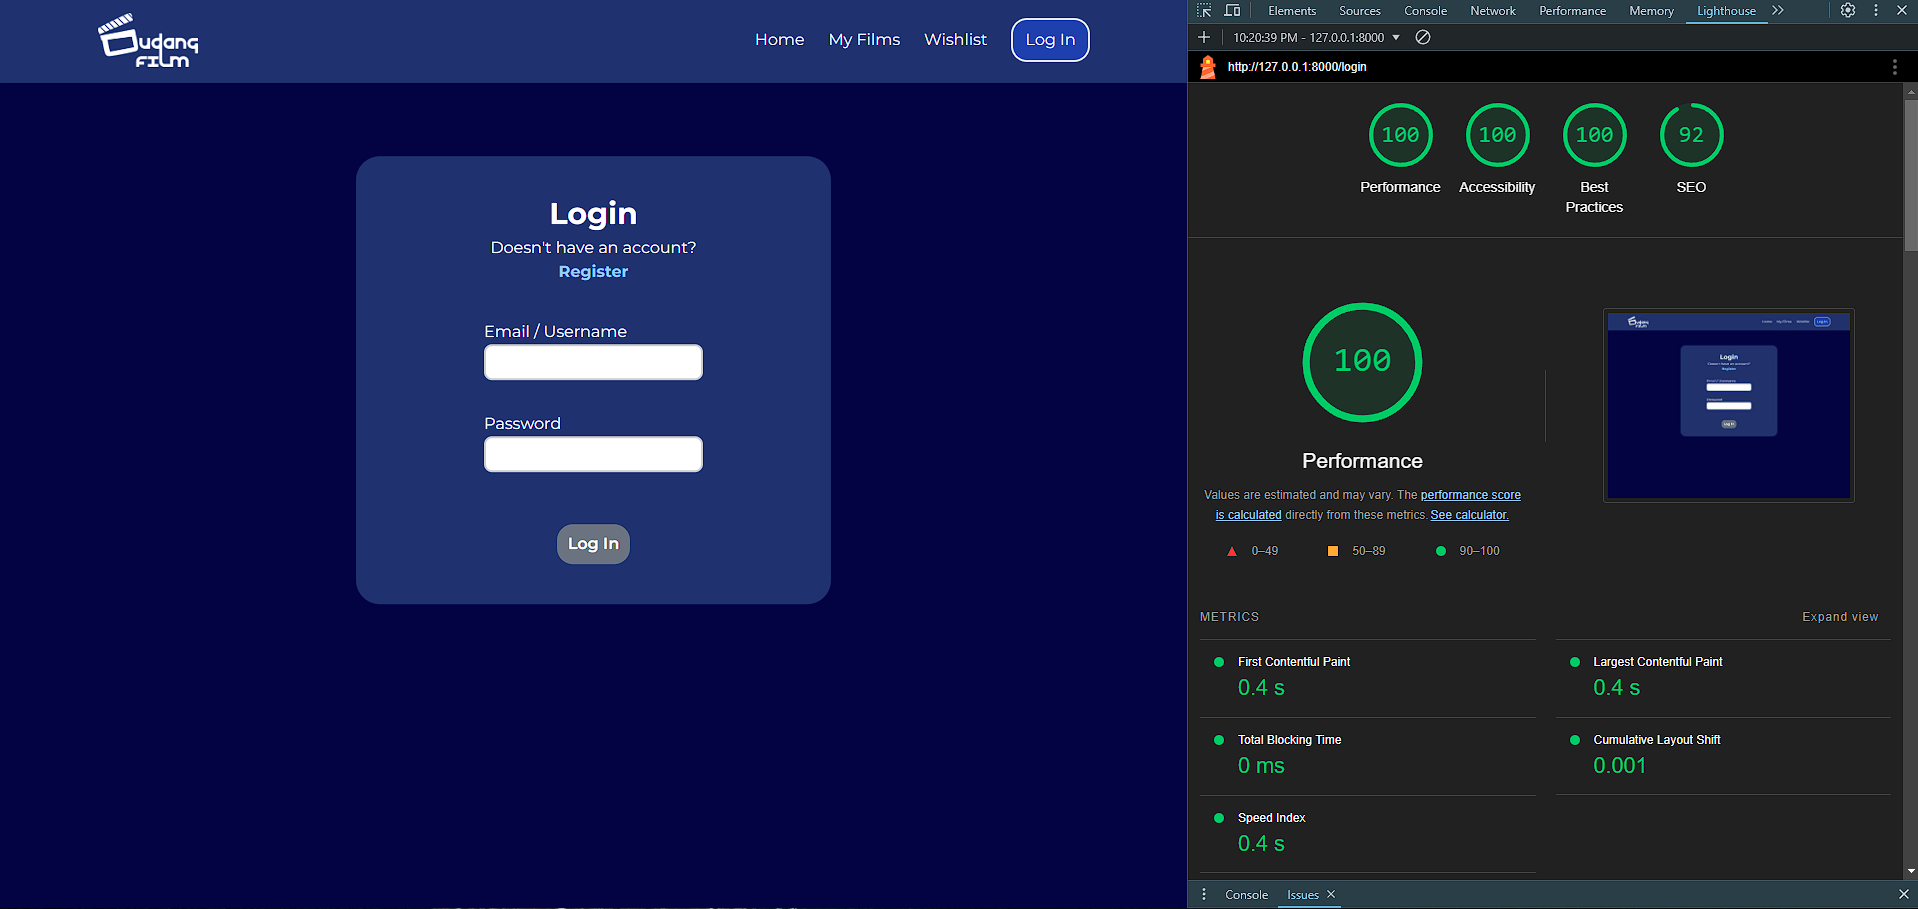 udang
FILM
Home My Films Wishlist Log In
Login
Doesn't have an account?
Register
Email / Username
Password
Log In
Elements Sources Console Network Performance Memory Lighthouse
10:20:39 PM - 127.0.0.1:8000
http://127.0.0.1:8000/login
100 100 100 92
Performance Accessibility Best Practices SEO
100
Performance
Values are estimated and may vary. The performance score
is calculated directly from these metrics. See calculator.
0–49 50–89 90–100
METRICS Expand view
First Contentful Paint
0.4 s
Largest Contentful Paint
0.4 s
Total Blocking Time
0 ms
Cumulative Layout Shift
0.001
Speed Index
0.4 s
Console Issues